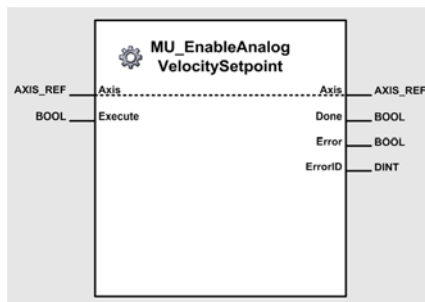 MU_EnableAnalog
VelocitySetpoint
AXIS_REF Axis Axis AXIS_REF
BOOL Execute Done BOOL
Error BOOL
ErrorID DINT